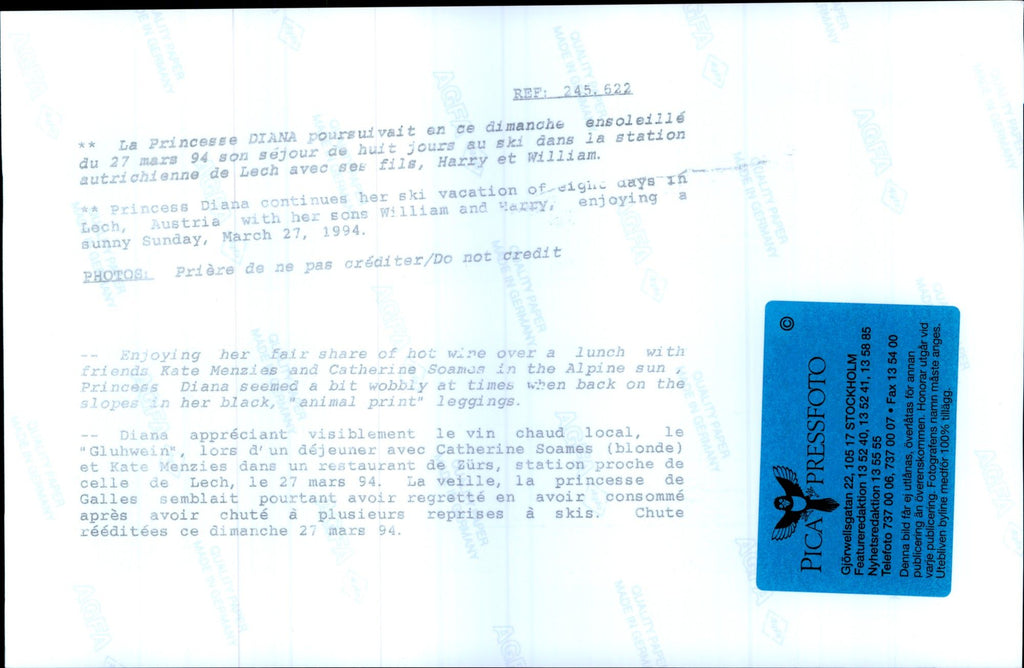 REF: 245.622
** La Princesse DIANA poursuivait en ce dimanche ensoleillé
du 27 mars 94 son séjour de huit jours au ski dans la station
autrichienne de Lech avec ses fils, Harry et William.
** Princess Diana continues her ski vacation of eight days in
Lech, Austria with her sons William and Harry, enjoying a
sunny Sunday, March 27, 1994.
PHOTOS: Prière de ne pas créditer/Do not credit
-- Enjoying her fair share of hot wine over a lunch with
friends Kate Menzies and Catherine Soames in the Alpine sun,
Princess Diana seemed a bit wobbly at times when back on the
slopes in her black, "animal print" leggings.
-- Diana appréciant visiblement le vin chaud local, le
"Gluhwein", lors d'un déjeuner avec Catherine Soames (blonde)
et Kate Menzies dans un restaurant de Zürs, station proche de
celle de Lech, le 27 mars 94. La veille, la princesse de
Galles semblait pourtant avoir regretté en avoir consommé
après avoir chuté à plusieurs reprises à skis. Chute
rééditées ce dimanche 27 mars 94.
©
PICA PRESSFOTO
Gjörwellsgatan 22, 105 17 STOCKHOLM
Featureredaktion 13 52 40, 13 52 41, 13 58 85
Nyhetsredaktion 13 55 55
Telefoto 737 00 06, 737 00 07 • Fax 13 54 00
Denna bild får ej utlånas, överlåtas för annan
publicering än överenskommen. Honorar utgår vid
varje publicering. Fotografens namn måste anges.
Utebliven byline medför 100% tillägg.
AGFA
QUALITY PAPER
MADE IN GERMANY